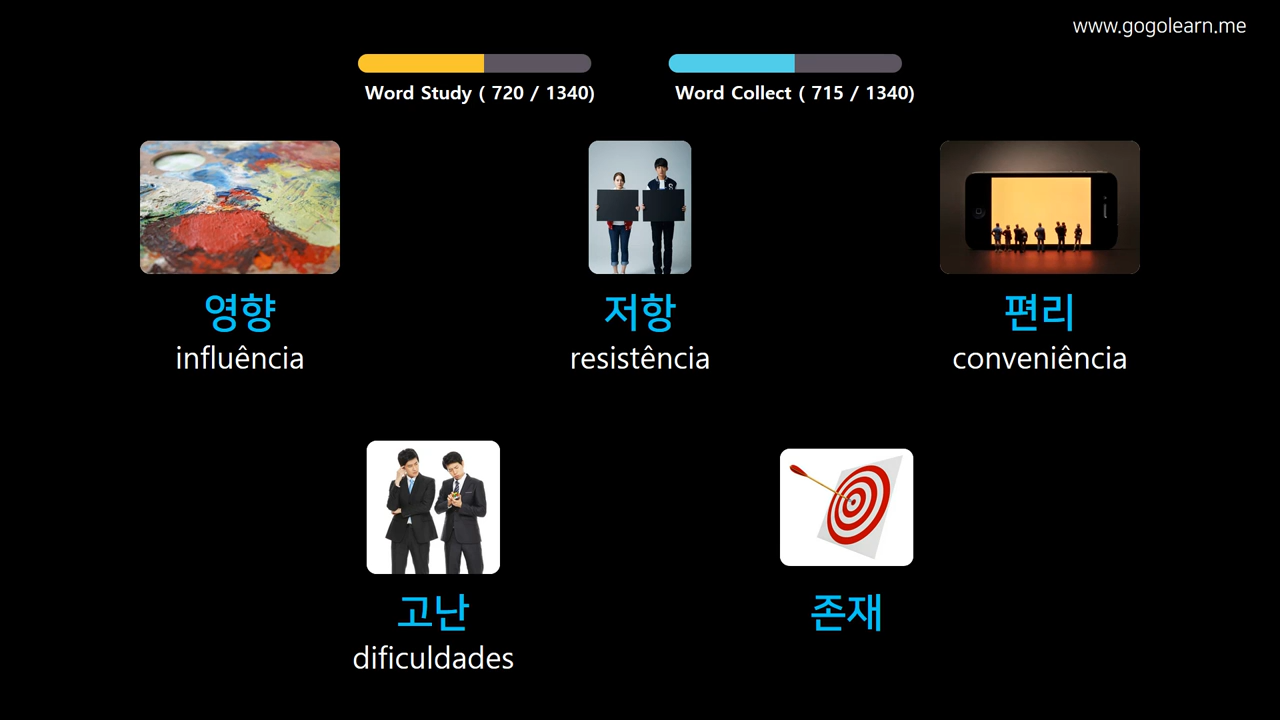 www.gogolearn.me
Word Study ( 720 / 1340)
Word Collect ( 715 / 1340)
영향
influência
저항
resistência
편리
conveniência
고난
dificuldades
존재